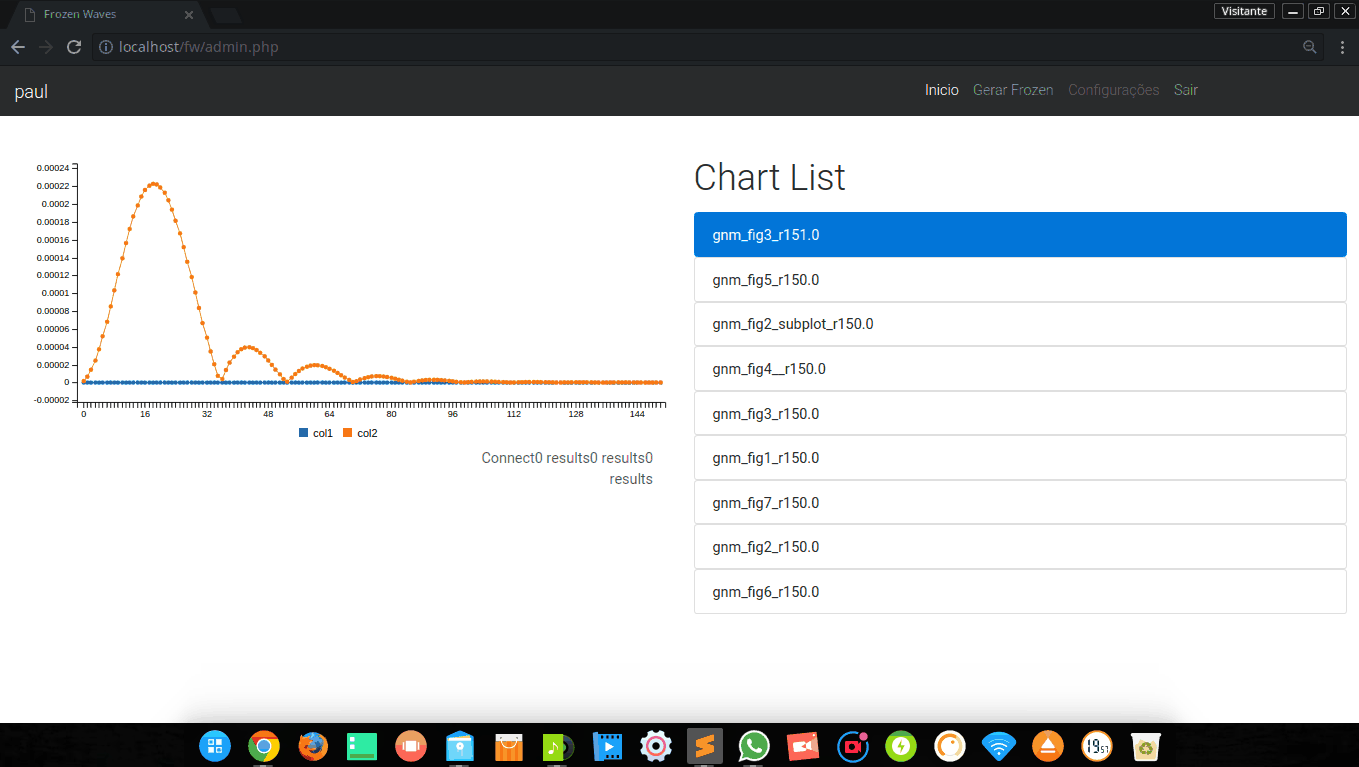 Frozen Waves
Visitante
localhost/fw/admin.php
paul
Inicio Gerar Frozen Configurações Sair
0.00024
0.00022
0.0002
0.00018
0.00016
0.00014
0.00012
0.0001
0.00008
0.00006
0.00004
0.00002
0
-0.00002
0 16 32 48 64 80 96 112 128 144
col1 col2
Connect0 results0 results0
results
Chart List
gnm_fig3_r151.0
gnm_fig5_r150.0
gnm_fig2_subplot_r150.0
gnm_fig4__r150.0
gnm_fig3_r150.0
gnm_fig1_r150.0
gnm_fig7_r150.0
gnm_fig2_r150.0
gnm_fig6_r150.0
19 57